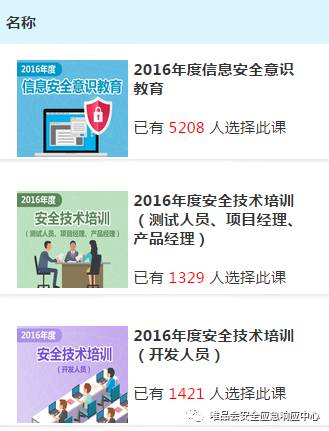 名称
2016年度
信息安全意识教育
2016年度信息安全意识
教育
已有 5208 人选择此课
2016年度
安全技术培训
（测试人员、项目经理、产品经理）
2016年度安全技术培训
（测试人员、项目经理、
产品经理）
已有 1329 人选择此课
2016年度
安全技术培训
（开发人员）
2016年度安全技术培训
（开发人员）
已有 1421 人选择此课
唯品会安全应急响应中心